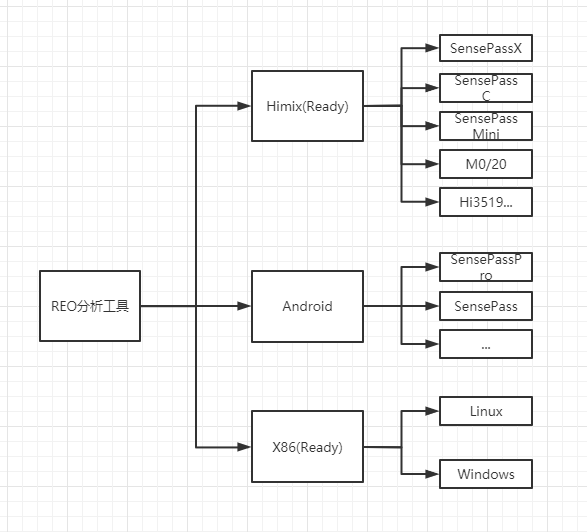 SensePassX
SensePass
C
Himix(Ready)
SensePass
Mini
M0/20
Hi3519...
SensePassP
ro
REO分析工具
Android
SensePass
...
Linux
X86(Ready)
Windows